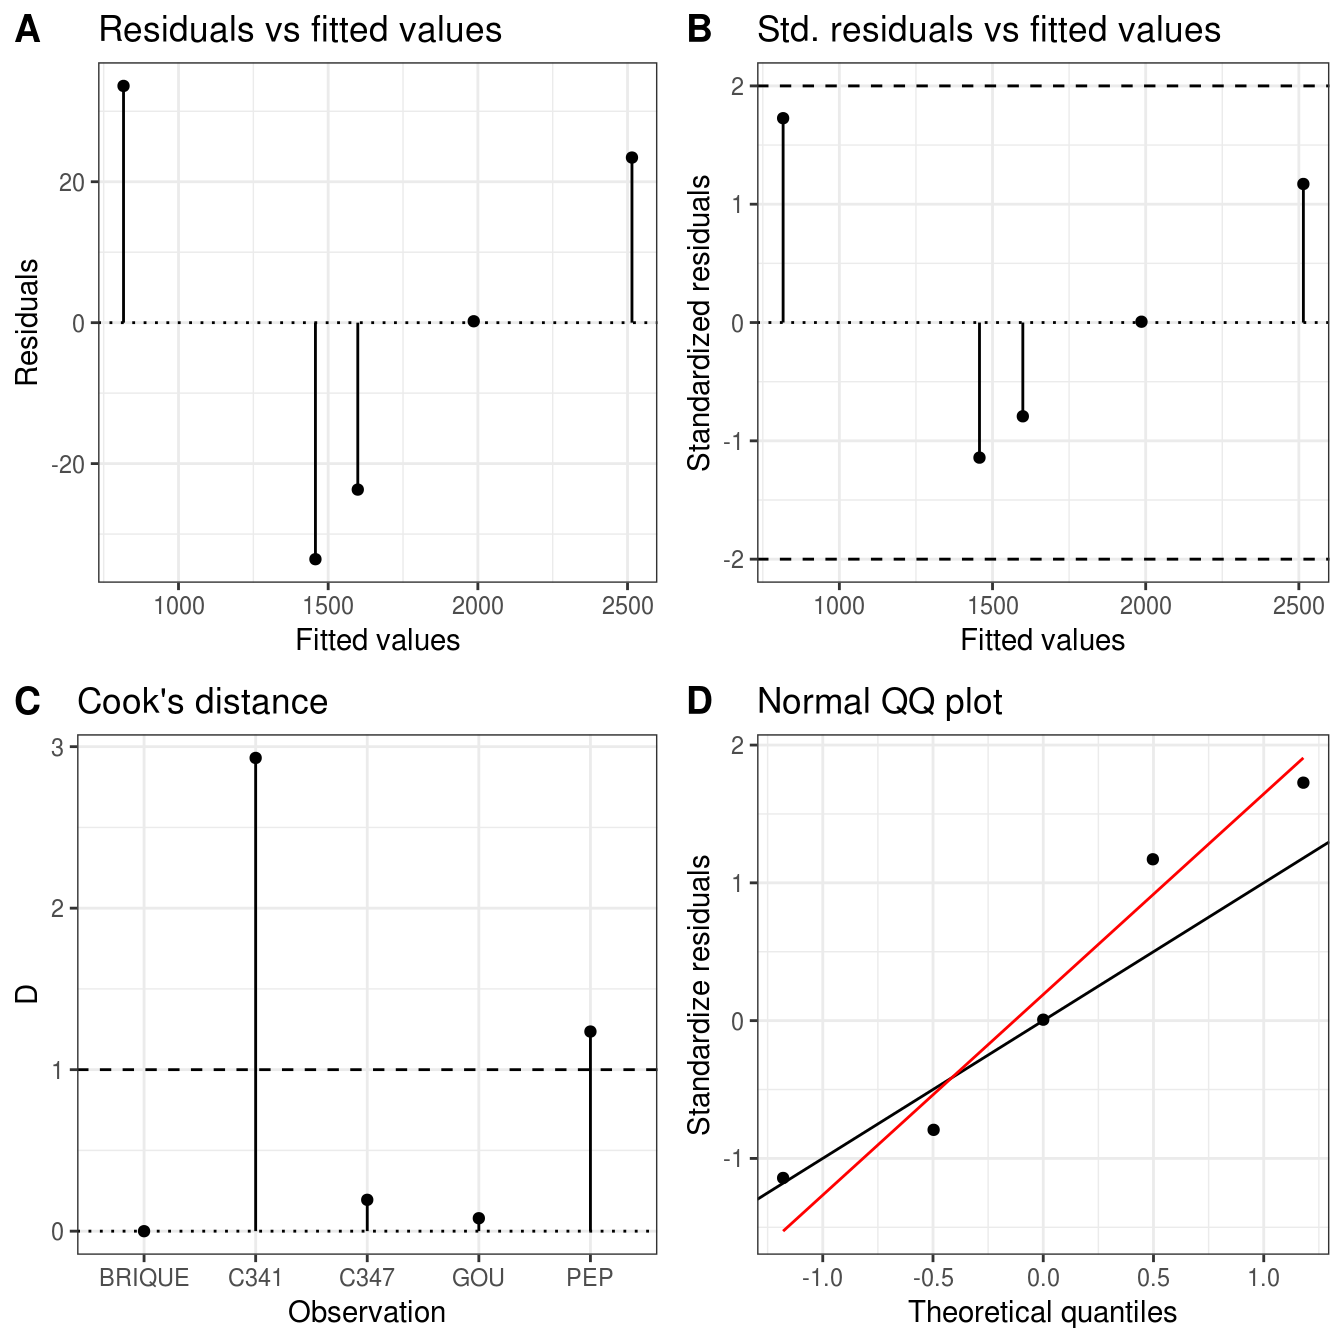 A Residuals vs fitted values
Residuals
20
0
-20
1000 1500 2000 2500
Fitted values
B Std. residuals vs fitted values
Standardized residuals
2
1
0
-1
-2
1000 1500 2000 2500
Fitted values
C Cook's distance
D
3
2
1
0
BRIQUE C341 C347 GOU PEP
Observation
D Normal QQ plot
Standardize residuals
2
1
0
-1
-1.0 -0.5 0.0 0.5 1.0
Theoretical quantiles